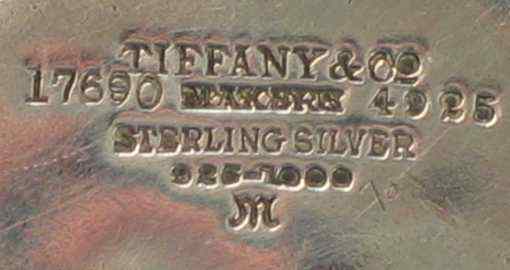 TIFFANY & CO
17690 MAKERS 4925
STERLING SILVER
925-1000
M